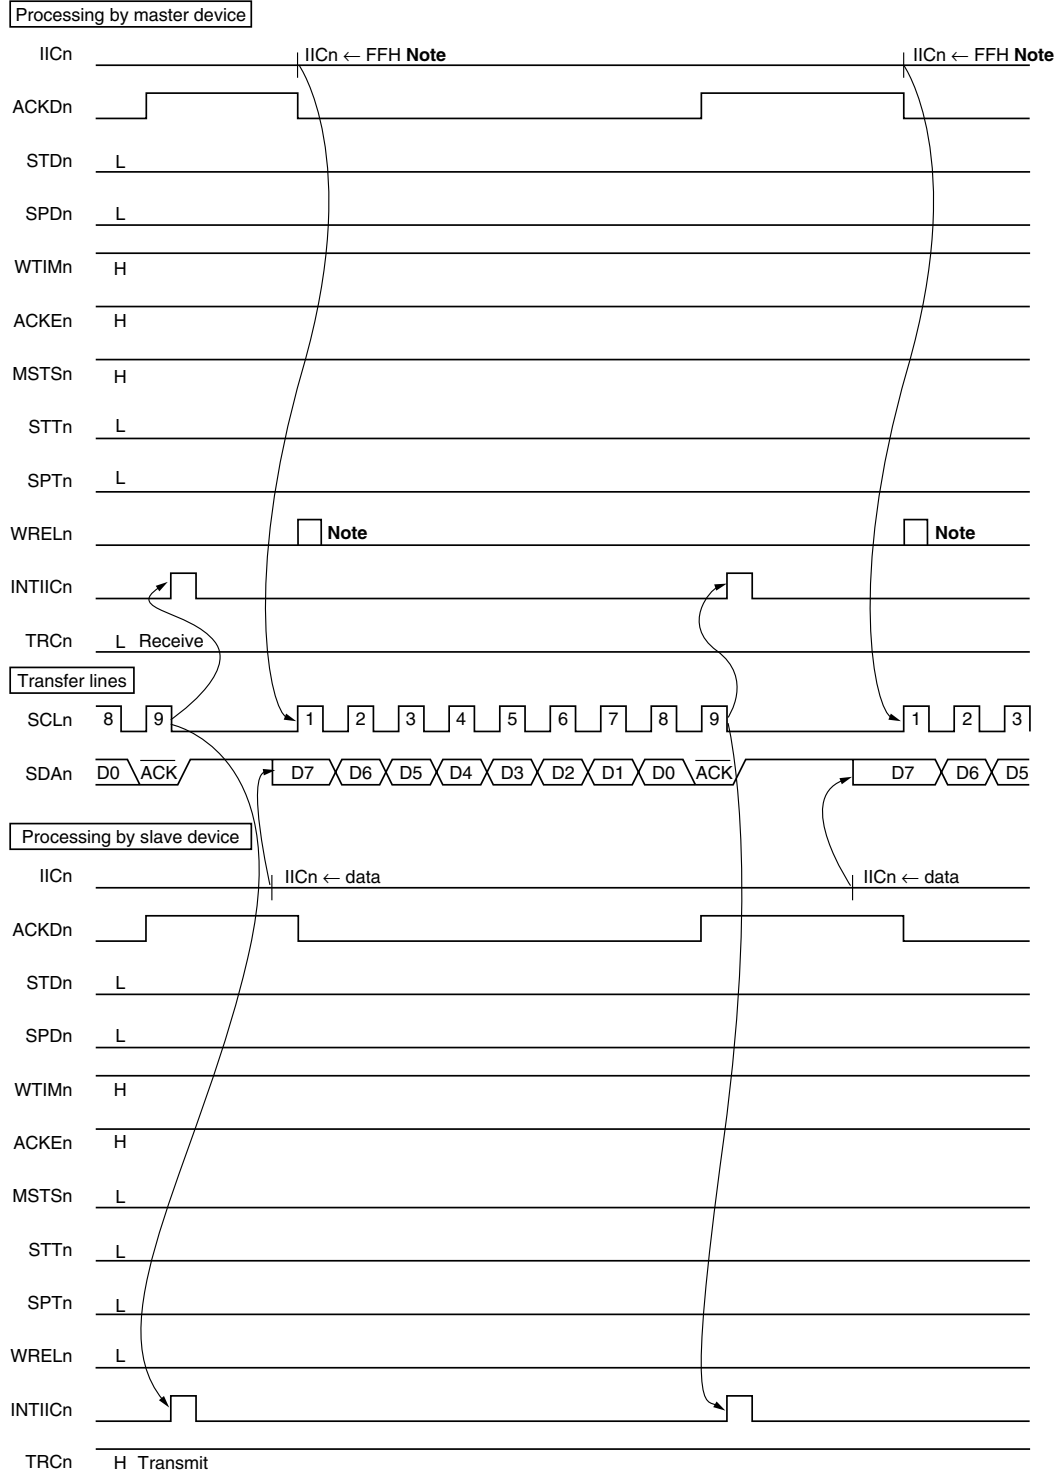 Processing by master device
IICn IICn ← FFH Note IICn ← FFH Note
ACKDn
STDn L
SPDn L
WTIMn H
ACKEn H
MSTSn H
STTn L
SPTn L
WRELn Note Note
INTIICn
TRCn L Receive
Transfer lines
SCLn 8 9 1 2 3 4 5 6 7 8 9 1 2 3
SDAn D0 ACK D7 D6 D5 D4 D3 D2 D1 D0 ACK D7 D6 D5
Processing by slave device
IICn IICn ← data IICn ← data
ACKDn
STDn L
SPDn L
WTIMn H
ACKEn H
MSTSn L
STTn L
SPTn L
WRELn L
INTIICn
TRCn H Transmit